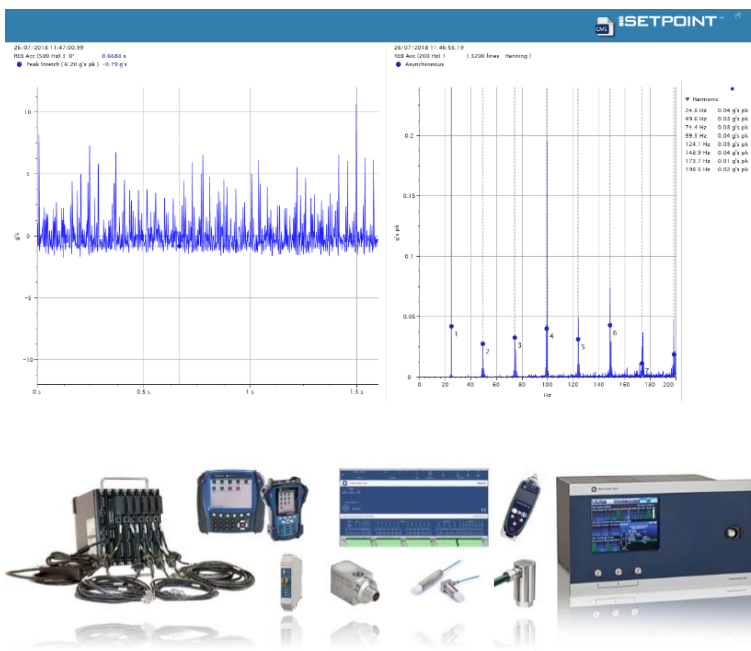 CMS
SETPOINT™
26/07/2018 11:47:00.99
REB Acc (500 Hz) 3 0° 0.6688 s
Peak Stretch ( 6.20 g's pk ) -0.79 g's
10
5
0
-5
-10
g's
0 s
0.5 s
1 s
1.5 s
26/07/2018 11:46:56.19
REB Acc (200 Hz) 1 ( 3200 lines Hanning )
Asynchronous
0.2
0.15
0.1
0.05
0
g's pk
1
2
3
4
5
6
7
0 20 40 60 80 100 120 140 160 180 200
Hz
▼ Harmonic
24.8 Hz 0.04 g's pk
49.6 Hz 0.03 g's pk
74.4 Hz 0.03 g's pk
99.3 Hz 0.04 g's pk
124.1 Hz 0.03 g's pk
148.9 Hz 0.04 g's pk
173.7 Hz 0.01 g's pk
198.5 Hz 0.02 g's pk